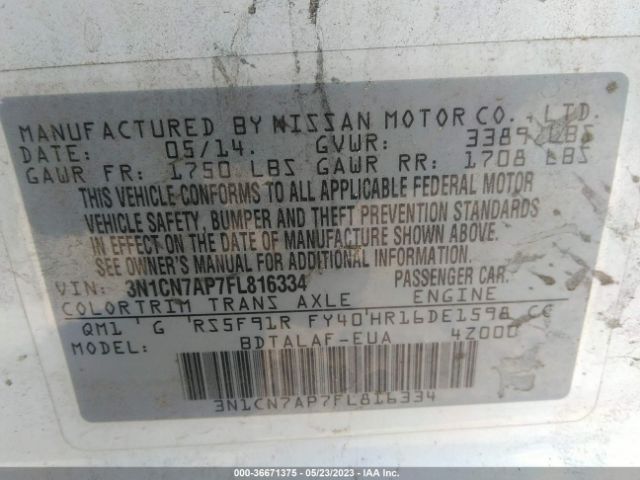 MANUFACTURED BY NISSAN MOTOR CO., LTD.
DATE: 05/14. GVWR: 3389 LBS
GAWR FR: 1750 LBS GAWR RR: 1708 LBS
THIS VEHICLE CONFORMS TO ALL APPLICABLE FEDERAL MOTOR
VEHICLE SAFETY, BUMPER AND THEFT PREVENTION STANDARDS
IN EFFECT ON THE DATE OF MANUFACTURE SHOWN ABOVE.
SEE OWNER'S MANUAL FOR ADDITIONAL INFORMATION.
VIN: 3N1CN7AP7FL816334 PASSENGER CAR.
COLOR TRIM TRANS AXLE ENGINE
QM1 G RS5F91R FY40 HR16DE 1598 CC
MODEL: BDTALAF-EUA 4Z000
3N1CN7AP7FL816334
000-36671375 - 05/23/2023 - IAA Inc.